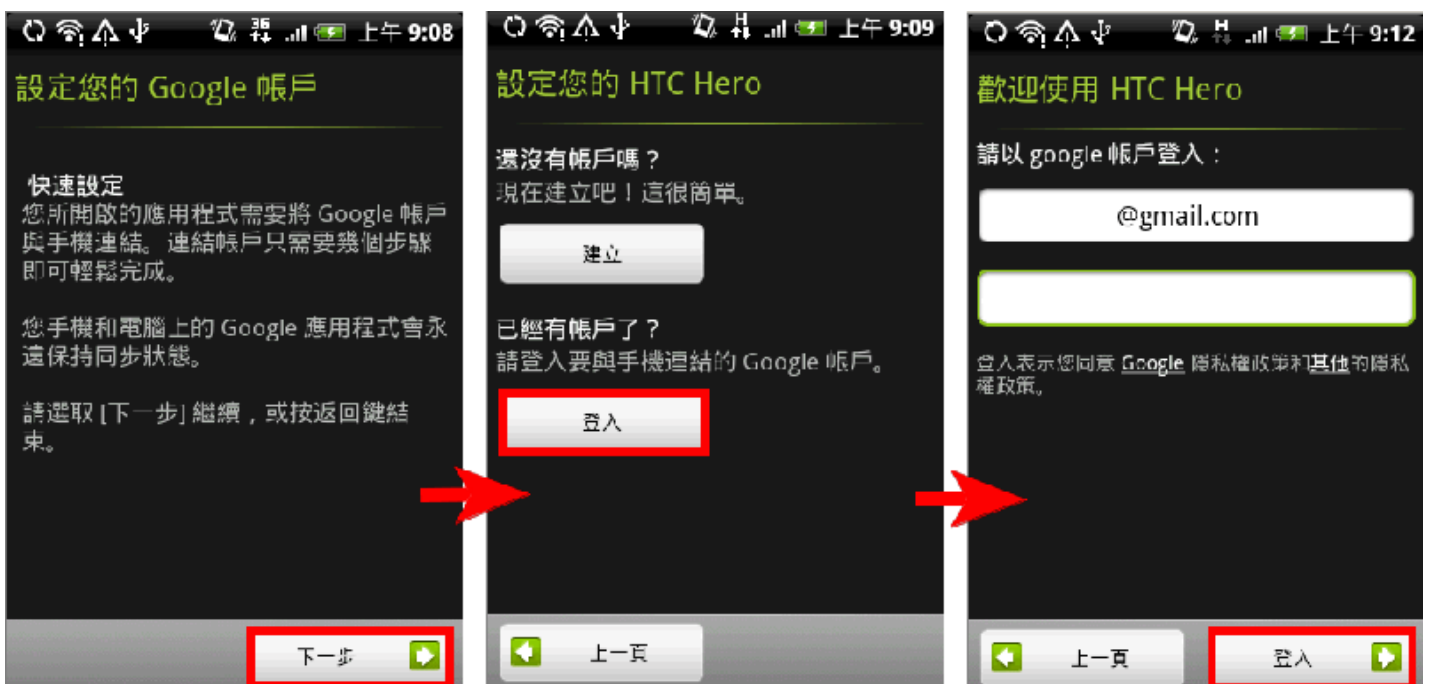 上午 9:08
設定您的 Google 帳戶
快速設定
您所開啟的應用程式需要將 Google 帳戶
與手機連結。連結帳戶只需要幾個步驟
即可輕鬆完成。
您手機和電腦上的 Google 應用程式會永
遠保持同步狀態。
請選取 [下一步] 繼續，或按返回鍵結
束。
下一步
上午 9:09
設定您的 HTC Hero
還沒有帳戶嗎？
現在建立吧！這很簡單。
建立
已經有帳戶了？
請登入要與手機連結的 Google 帳戶。
登入
上一頁
上午 9:12
歡迎使用 HTC Hero
請以 google 帳戶登入：
@gmail.com
登入表示您同意 Google 隱私權政策和其他的隱私
權政策。
上一頁
登入